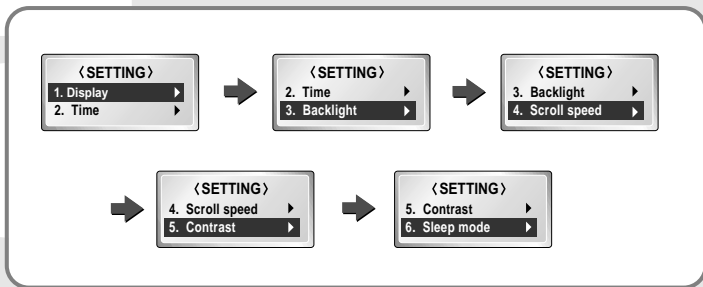 〈SETTING〉
1. Display
2. Time
〈SETTING〉
2. Time
3. Backlight
〈SETTING〉
3. Backlight
4. Scroll speed
〈SETTING〉
4. Scroll speed
5. Contrast
〈SETTING〉
5. Contrast
6. Sleep mode